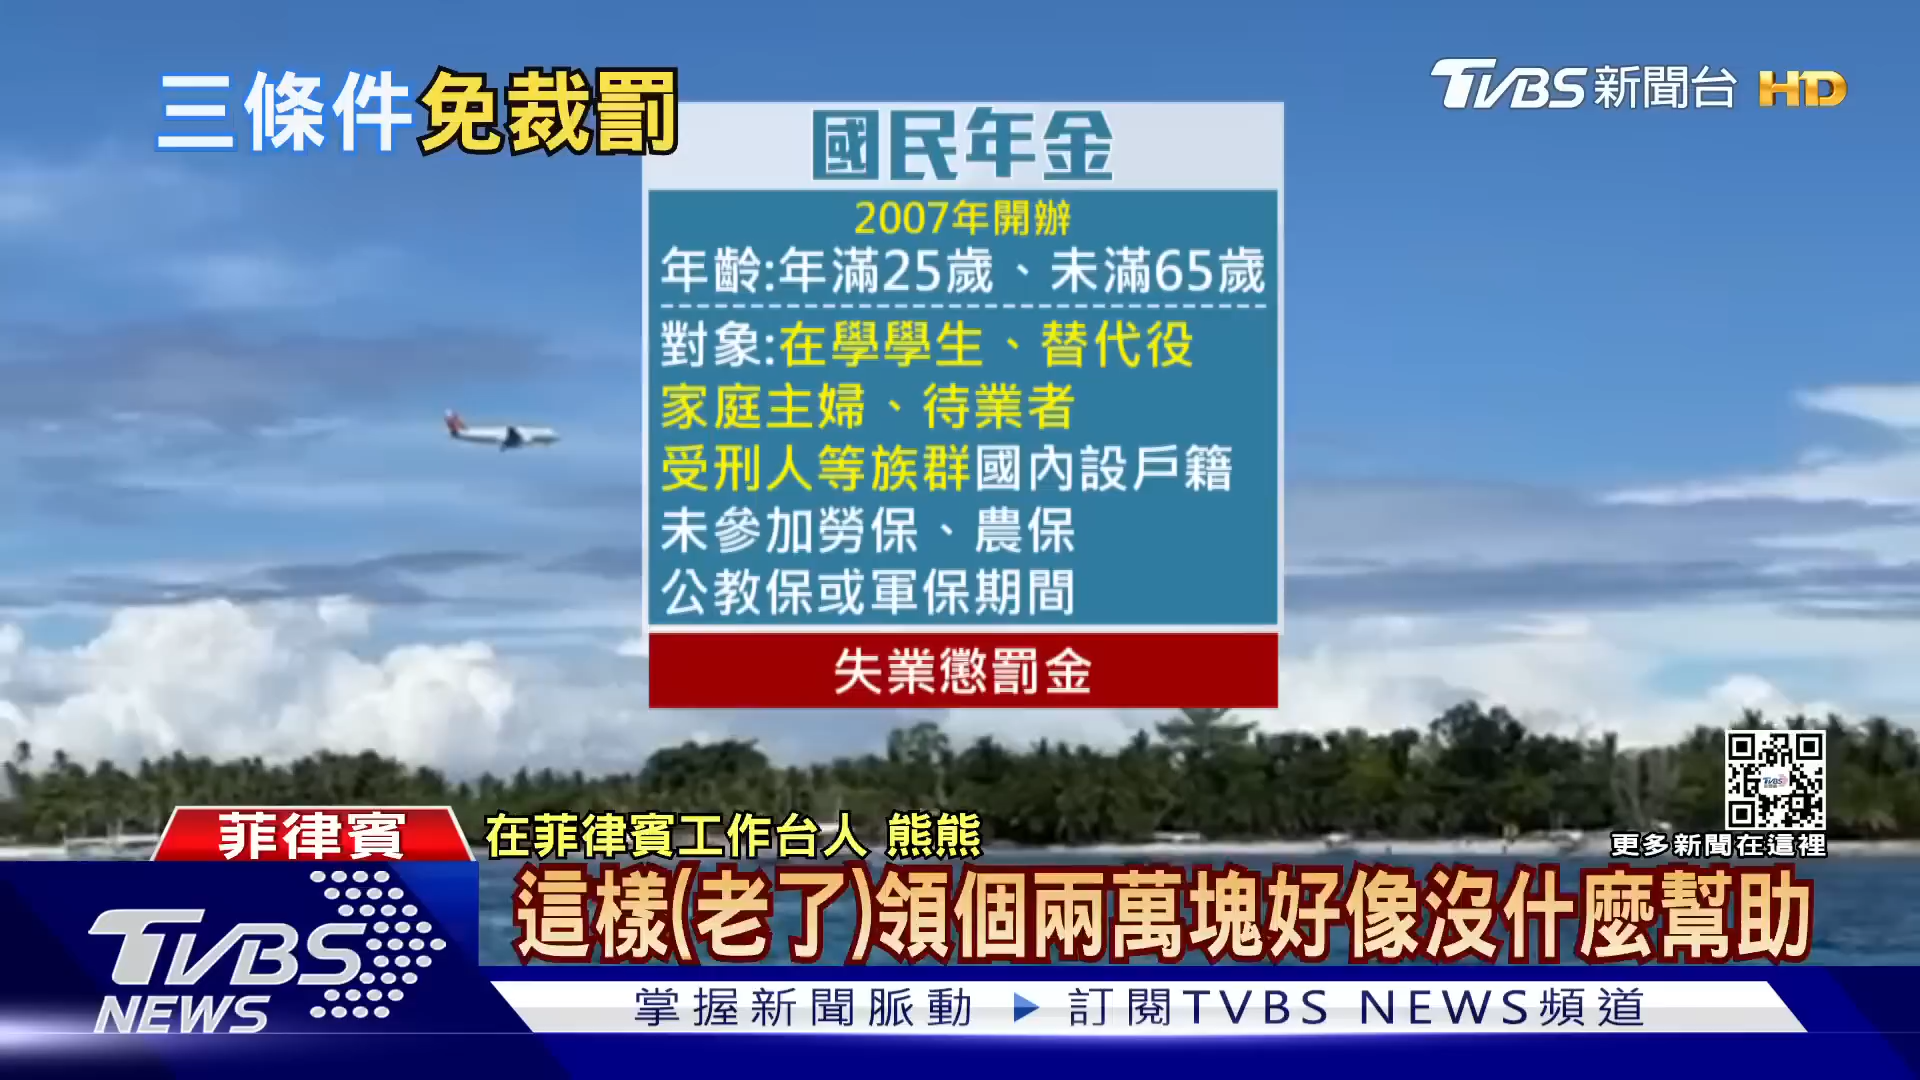 三條件免裁罰
TVBS新聞台 HD
國民年金
2007年開辦
年齡:年滿25歲、未滿65歲
對象:在學學生、替代役
家庭主婦、待業者
受刑人等族群國內設戶籍
未參加勞保、農保
公教保或軍保期間
失業懲罰金
TVBS
更多新聞在這裡
菲律賓
在菲律賓工作台人 熊熊
這樣(老了)領個兩萬塊好像沒什麼幫助
TVBS
NEWS
掌握新聞脈動 ▶ 訂閱TVBS NEWS頻道